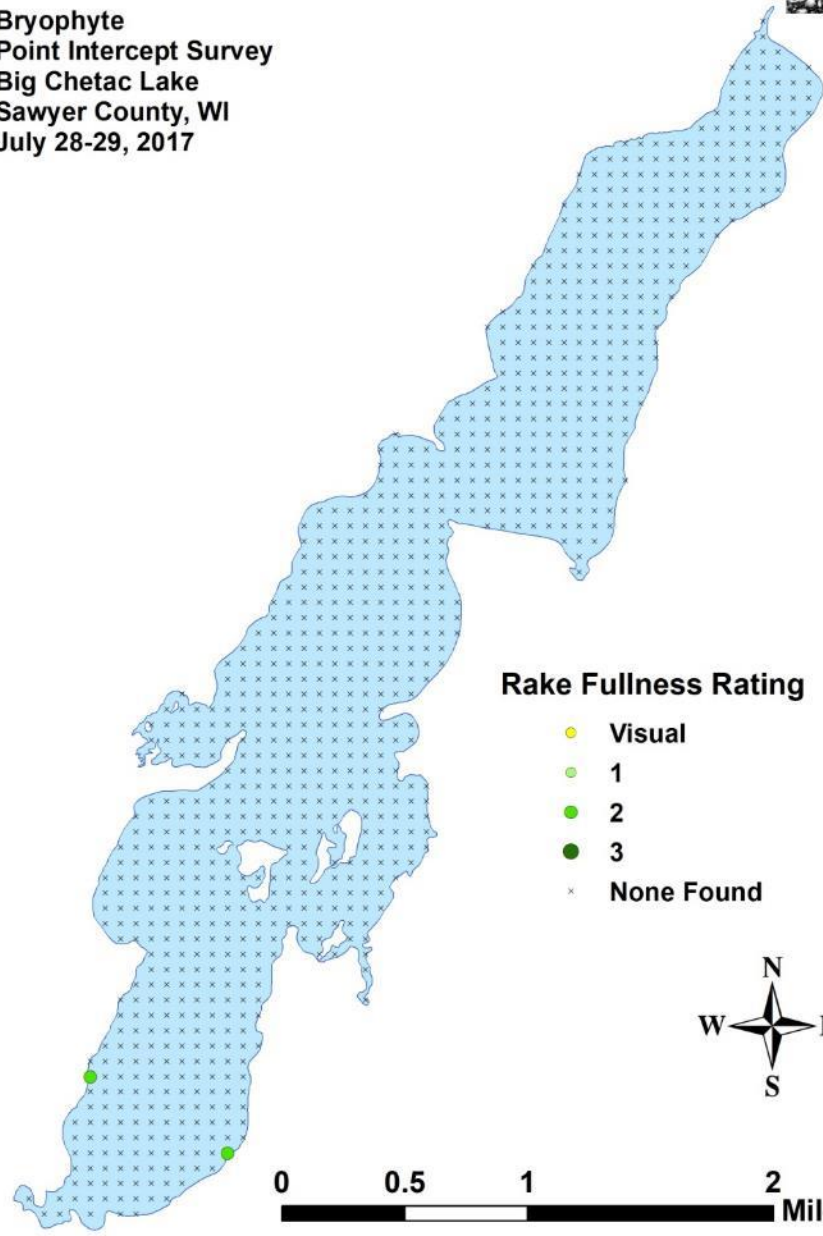 Bryophyte
Point Intercept Survey
Big Chetac Lake
Sawyer County, WI
July 28-29, 2017
Rake Fullness Rating
Visual
1
2
3
None Found
N
W
S
0 0.5 1 2
Mil